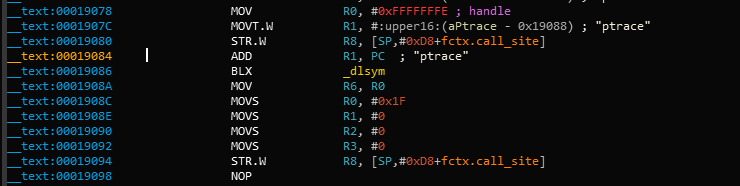 __text:00019078 MOV R0, #0xFFFFFFFE ; handle
__text:0001907C MOVT.W R1, #:upper16:(aPtrace - 0x19088) ; "ptrace"
__text:00019080 STR.W R8, [SP,#0xD8+fctx.call_site]
__text:00019084 ADD R1, PC ; "ptrace"
__text:00019086 BLX _dlsym
__text:0001908A MOV R6, R0
__text:0001908C MOVS R0, #0x1F
__text:0001908E MOVS R1, #0
__text:00019090 MOVS R2, #0
__text:00019092 MOVS R3, #0
__text:00019094 STR.W R8, [SP,#0xD8+fctx.call_site]
__text:00019098 NOP